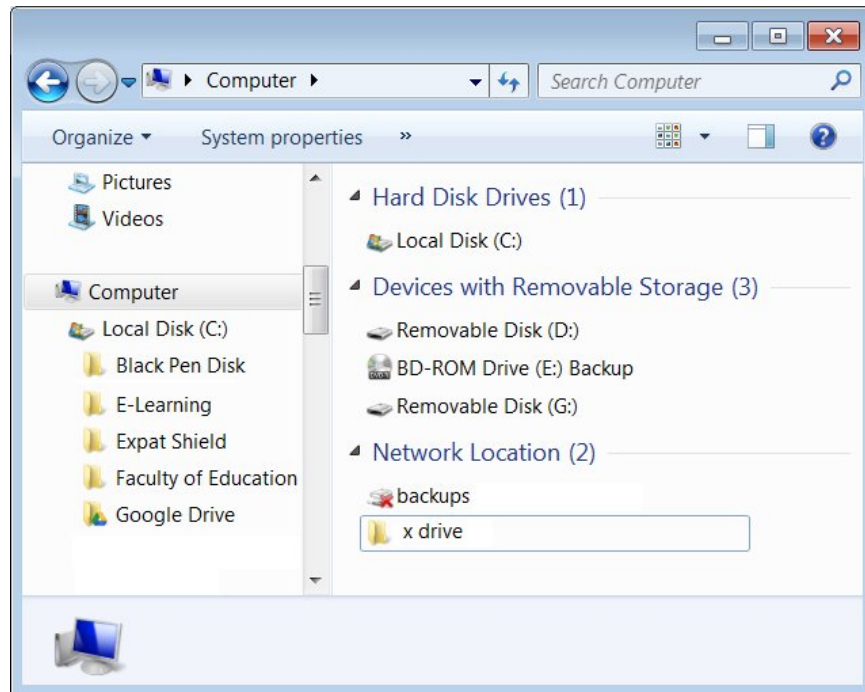 Computer
Search Computer
Organize
System properties
»
Pictures
Videos
Computer
Local Disk (C:)
Black Pen Disk
E-Learning
Expat Shield
Faculty of Education
Google Drive
Hard Disk Drives (1)
Local Disk (C:)
Devices with Removable Storage (3)
Removable Disk (D:)
BD-ROM Drive (E:) Backup
Removable Disk (G:)
Network Location (2)
backups
x drive